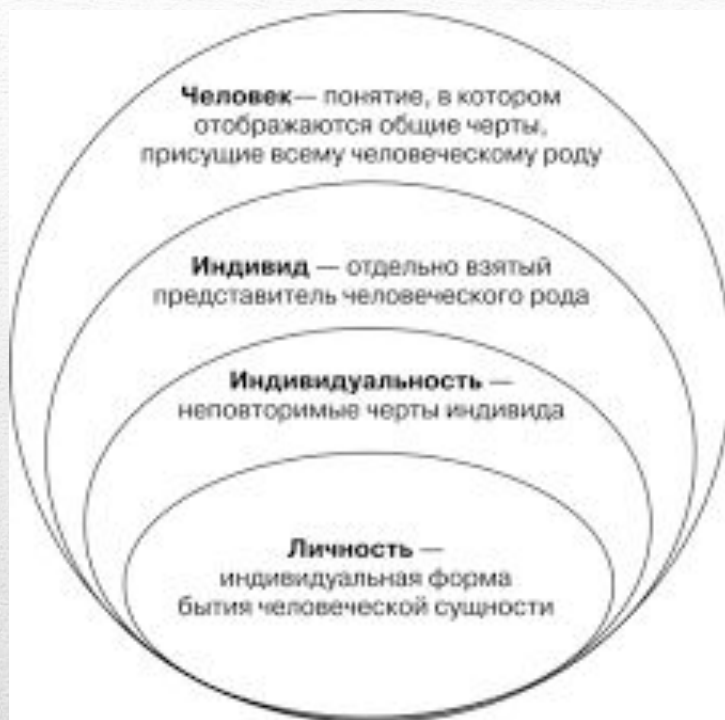 Человек— понятие, в котором
отображаются общие черты,
присущие всему человеческому роду
Индивид — отдельно взятый
представитель человеческого рода
Индивидуальность —
неповторимые черты индивида
Личность —
индивидуальная форма
бытия человеческой сущности